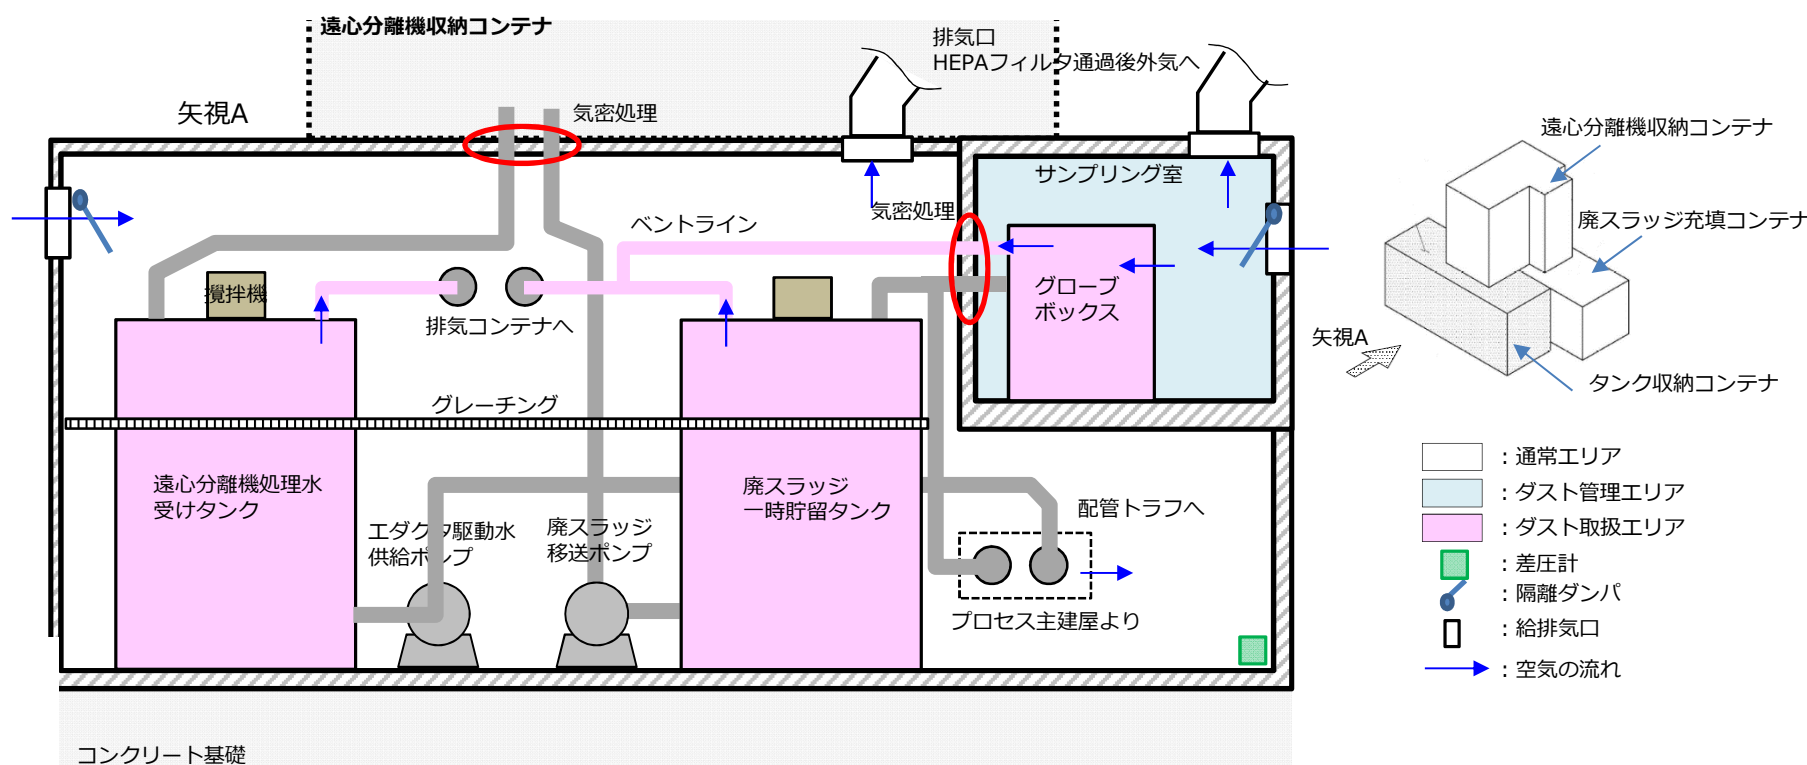 遠心分離機収納コンテナ
排気口
HEPAフィルタ通過後外気へ
矢視A
気密処理
サンプリング室
気密処理
ベントライン
攪拌機
排気コンテナへ
グローブ
ボックス
グレーチング
遠心分離機処理水
受けタンク
廃スラッジ
一時貯留タンク
エダクタ駆動水
供給ポンプ
廃スラッジ
移送ポンプ
配管トラフへ
プロセス主建屋より
コンクリート基礎
遠心分離機収納コンテナ
廃スラッジ充填コンテナ
矢視A
タンク収納コンテナ
：通常エリア
：ダスト管理エリア
：ダスト取扱エリア
：差圧計
：隔離ダンパ
：給排気口
：空気の流れ